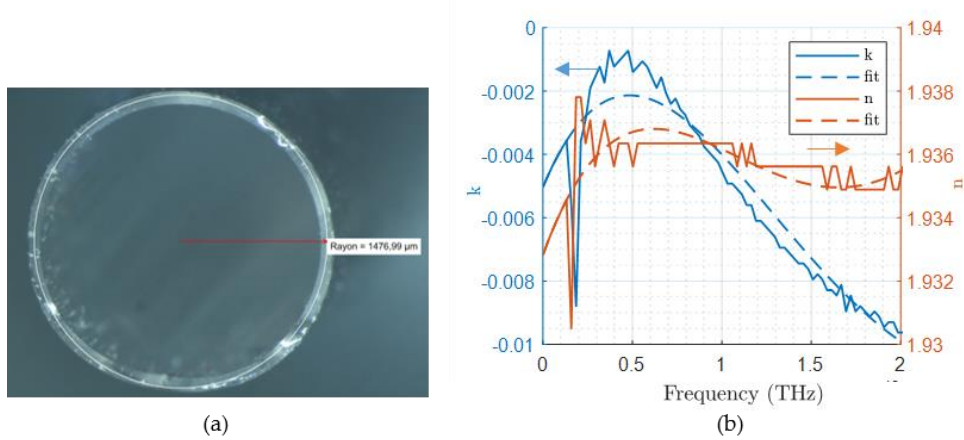 Rayon = 1476,99 µm
(a)
0
-0.002
-0.004
-0.006
-0.008
-0.01
k
1.94
1.938
1.936
1.934
1.932
1.93
n
k
fit
n
fit
0
0.5
1
1.5
2
Frequency (THz)
(b)